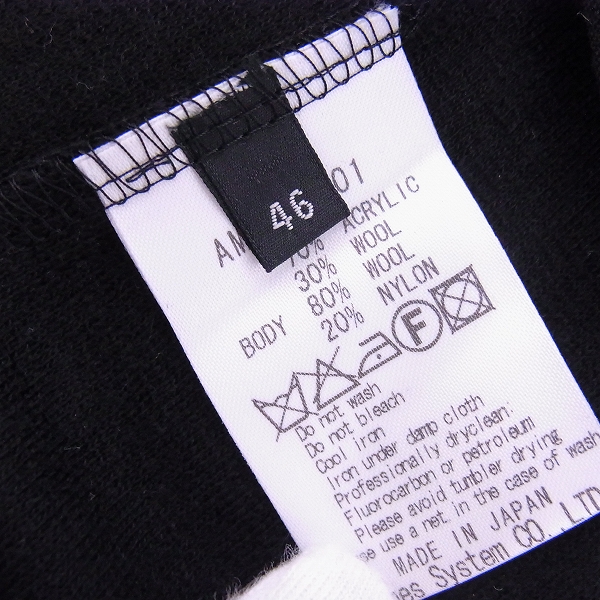 46
AM 01
70% ACRYLIC
30% WOOL
BODY 80% WOOL
20% NYLON
F
Do not wash
Do not bleach
Cool iron
Iron under damp cloth
Professionally dryclean:
Fluorocarbon or petroleum
Please avoid tumbler drying
use a net. in the case of wash
MADE IN JAPAN
System CO., LTD